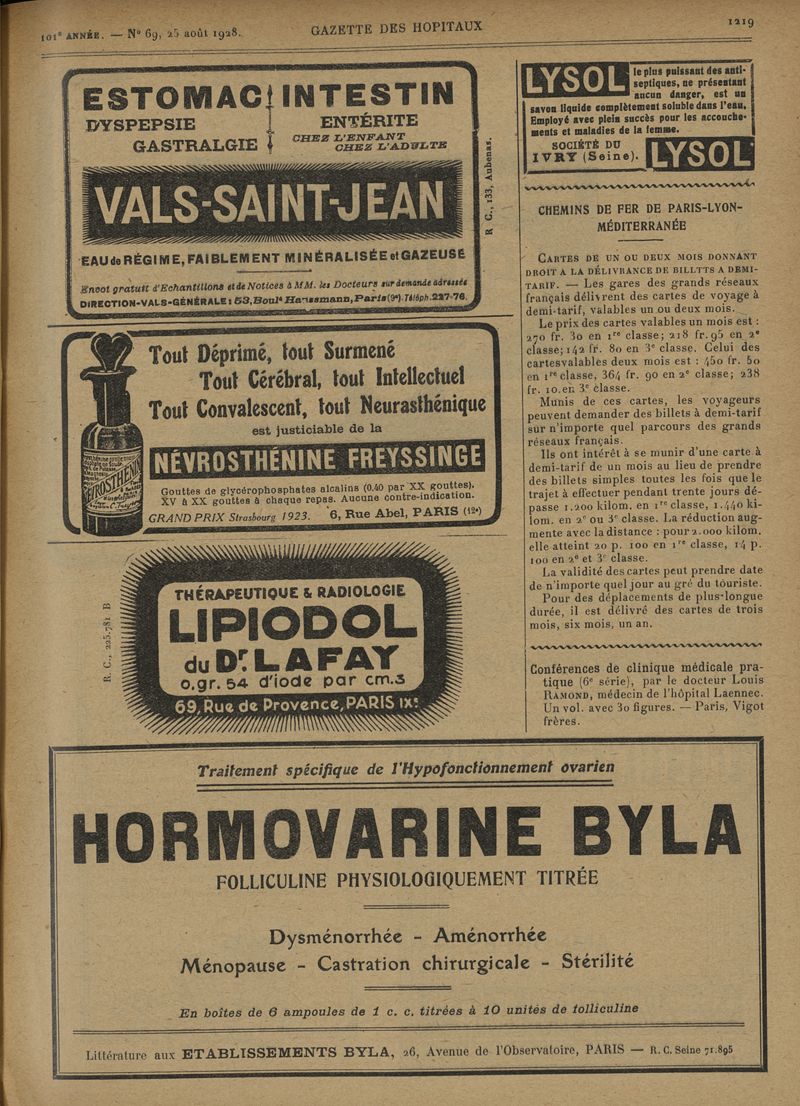 101e ANNÉE. — No 69, 25 août 1928.
GAZETTE DES HOPITAUX
1219
ESTOMAC
INTESTIN
DYSPEPSIE
GASTRALGIE
ENTÉRITE
CHEZ L'ENFANT
CHEZ L'ADULTE
VALS-SAINT-JEAN
EAU de RÉGIME, FAIBLEMENT MINÉRALISÉE et GAZEUSE
Envoi gratuit d'Échantillons et de Notices à MM. les Docteurs sur demande adressée
DIRECTION-VALS-GÉNÉRALE: 53, Boulᵈ Haussmann, Paris (9e). Téléph. 227-76.
R C., 133, Aubenas.
Tout Déprimé, tout Surmené
Tout Cérébral, tout Intellectuel
Tout Convalescent, tout Neurasthénique
est justiciable de la
NÉVROSTHÉNINE FREYSSINGE
Gouttes de glycérophosphates alcalins (0.40 par XX gouttes).
XV à XX gouttes à chaque repas. Aucune contre-indication.
GRAND PRIX Strasbourg 1923. 6, Rue Abel, PARIS (12e)
NÉVROSTHÉNINE
THÉRAPEUTIQUE & RADIOLOGIE
LIPIODOL
du Dr. LAFAY
0.gr. 54 d'iode par cm.3
69, Rue de Provence, PARIS IXe
R. C., 225.781 B
LYSOL
le plus puissant des anti-
septiques, ne présentant
aucun danger, est un
savon liquide complètement soluble dans l'eau,
Employé avec plein succès pour les accouche-
ments et maladies de la femme.
SOCIÉTÉ DU
IVRY (Seine).
LYSOL
CHEMINS DE FER DE PARIS-LYON-
MÉDITERRANÉE
CARTES DE UN OU DEUX MOIS DONNANT
DROIT A LA DÉLIVRANCE DE BILLTTS A DEMI-
TARIF. — Les gares des grands réseaux
français délivrent des cartes de voyage à
demi-tarif, valables un ou deux mois.
Le prix des cartes valables un mois est :
270 fr. 30 en 1re classe; 218 fr. 95 en 2e
classe; 142 fr. 80 en 3e classe. Celui des
cartes valables deux mois est : 450 fr. 50
en 1re classe, 364 fr. 90 en 2e classe; 238
fr. 10 en 3e classe.
Munis de ces cartes, les voyageurs
peuvent demander des billets à demi-tarif
sur n'importe quel parcours des grands
réseaux français.
Ils ont intérêt à se munir d'une carte à
demi-tarif de un mois au lieu de prendre
des billets simples toutes les fois que le
trajet à effectuer pendant trente jours dé-
passe 1.200 kilom. en 1re classe, 1.440 ki-
lom. en 2e ou 3e classe. La réduction aug-
mente avec la distance : pour 2.000 kilom.
elle atteint 20 p. 100 en 1re classe, 14 p.
100 en 2e et 3e classe.
La validité des cartes peut prendre date
de n'importe quel jour au gré du touriste.
Pour des déplacements de plus longue
durée, il est délivré des cartes de trois
mois, six mois, un an.
Conférences de clinique médicale pra-
tique (6e série), par le docteur Louis
RAMOND, médecin de l'hôpital Laennec.
Un vol. avec 30 figures. — Paris, Vigot
frères.
Traitement spécifique de l'Hypofonctionnement ovarien
HORMOVARINE BYLA
FOLLICULINE PHYSIOLOGIQUEMENT TITRÉE
Dysménorrhée - Aménorrhée
Ménopause - Castration chirurgicale - Stérilité
En boîtes de 6 ampoules de 1 c. c. titrées à 10 unités de folliculine
Littérature aux ETABLISSEMENTS BYLA, 26, Avenue de l'Observatoire, PARIS — R. C. Seine 71.895